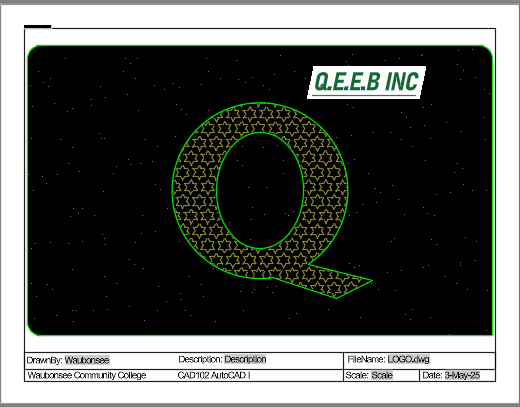 Q.E.E.B INC
Q
DrawnBy: Waubonsee Description: Description FileName: LOGO.dwg
Waubonsee Community College CAD102 AutoCAD I Scale: Scale Date: 3-May-25